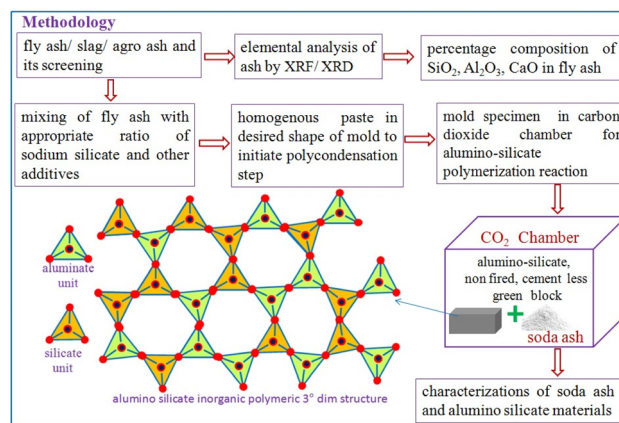 Methodology
fly ash/ slag/ agro ash and
its screening
elemental analysis of
ash by XRF/ XRD
percentage composition of
SiO₂, Al₂O₃, CaO in fly ash
mixing of fly ash with
appropriate ratio of
sodium silicate and other
additives
homogenous paste in
desired shape of mold to
initiate polycondensation
step
mold specimen in carbon
dioxide chamber for
alumino-silicate
polymerization reaction
aluminate
unit
silicate
unit
alumino silicate inorganic polymeric 3° dim structure
CO₂ Chamber
alumino-silicate,
non fired, cement less
green block
+
soda ash
characterizations of soda ash
and alumino silicate materials